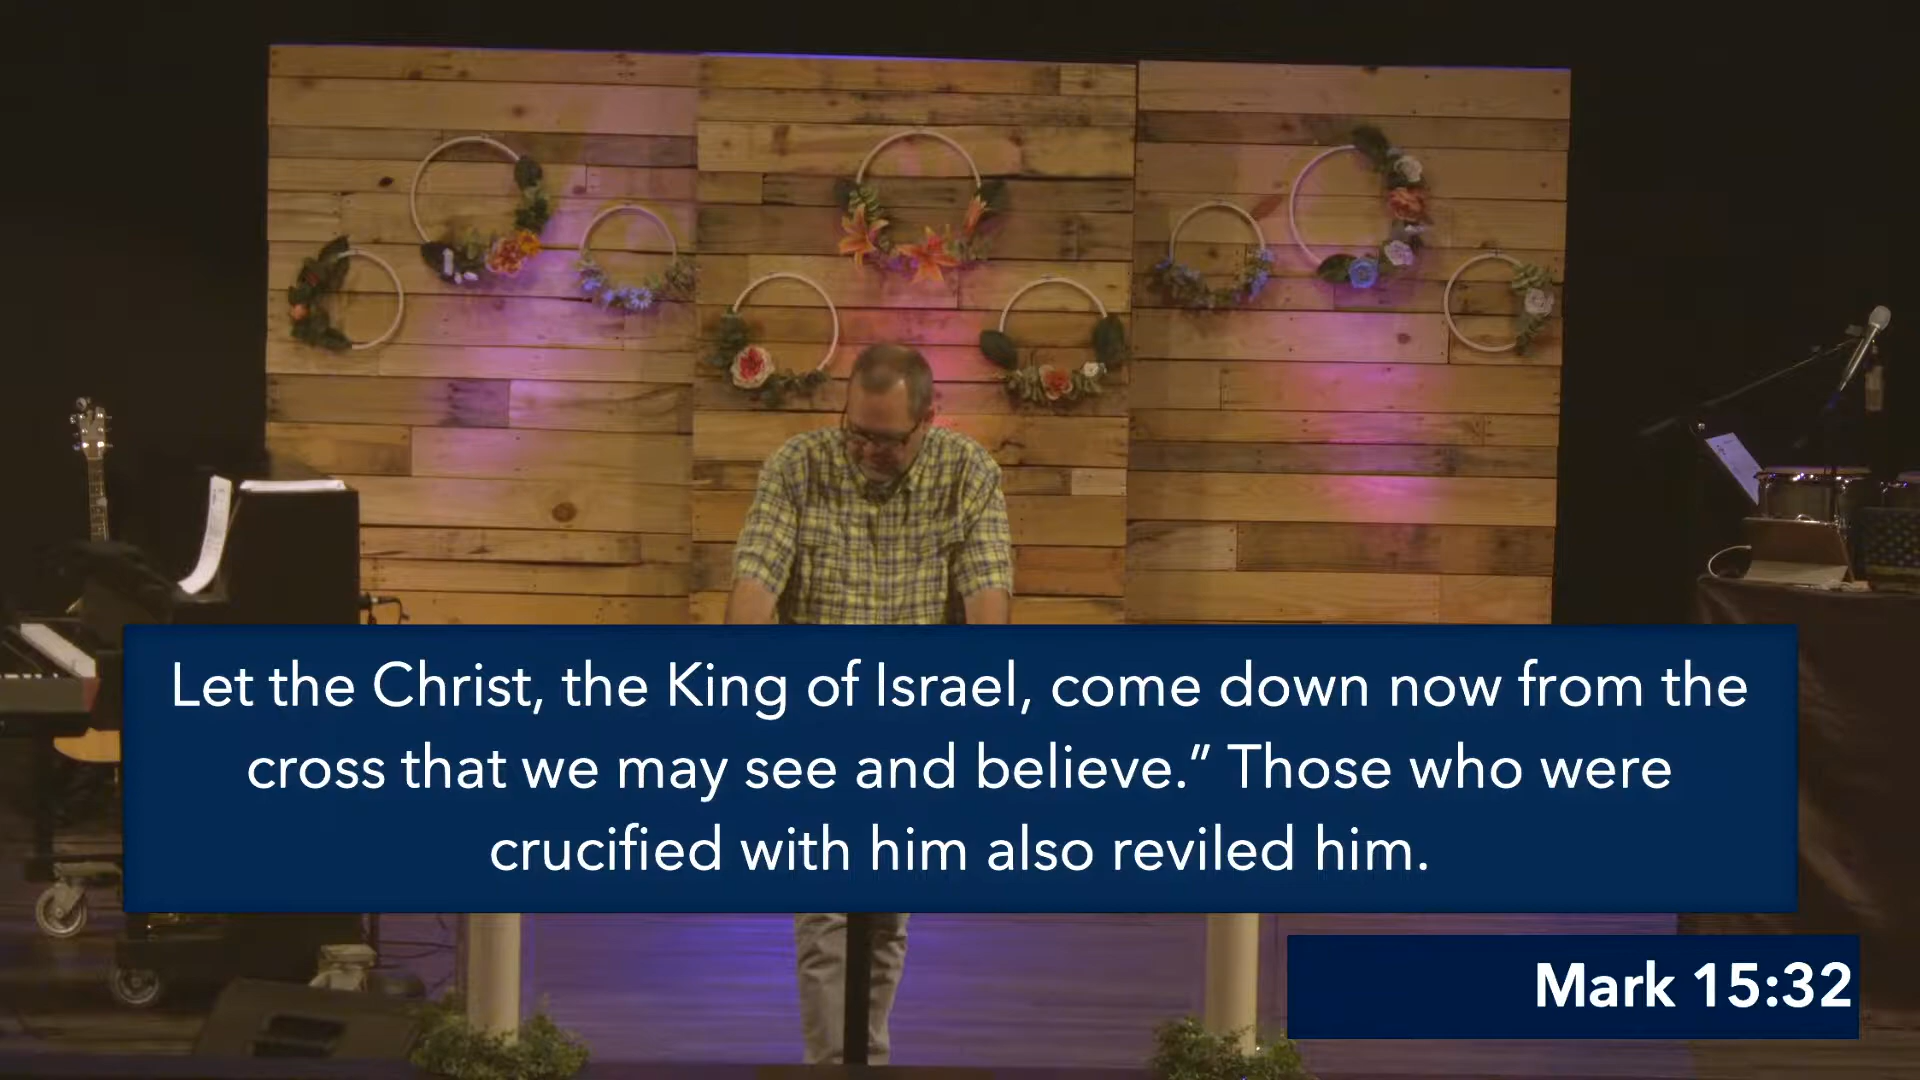 Let the Christ, the King of Israel, come down now from the
cross that we may see and believe.” Those who were
crucified with him also reviled him.
Mark 15:32